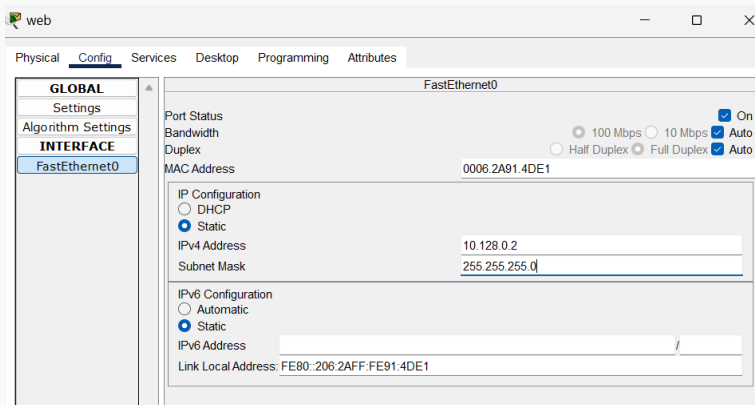 web
Physical Config Services Desktop Programming Attributes
GLOBAL
Settings
Algorithm Settings
INTERFACE
FastEthernet0
FastEthernet0
Port Status On
Bandwidth 100 Mbps 10 Mbps Auto
Duplex Half Duplex Full Duplex Auto
MAC Address 0006.2A91.4DE1
IP Configuration
DHCP
Static
IPv4 Address 10.128.0.2
Subnet Mask 255.255.255.0
IPv6 Configuration
Automatic
Static
IPv6 Address /
Link Local Address: FE80::206:2AFF:FE91:4DE1